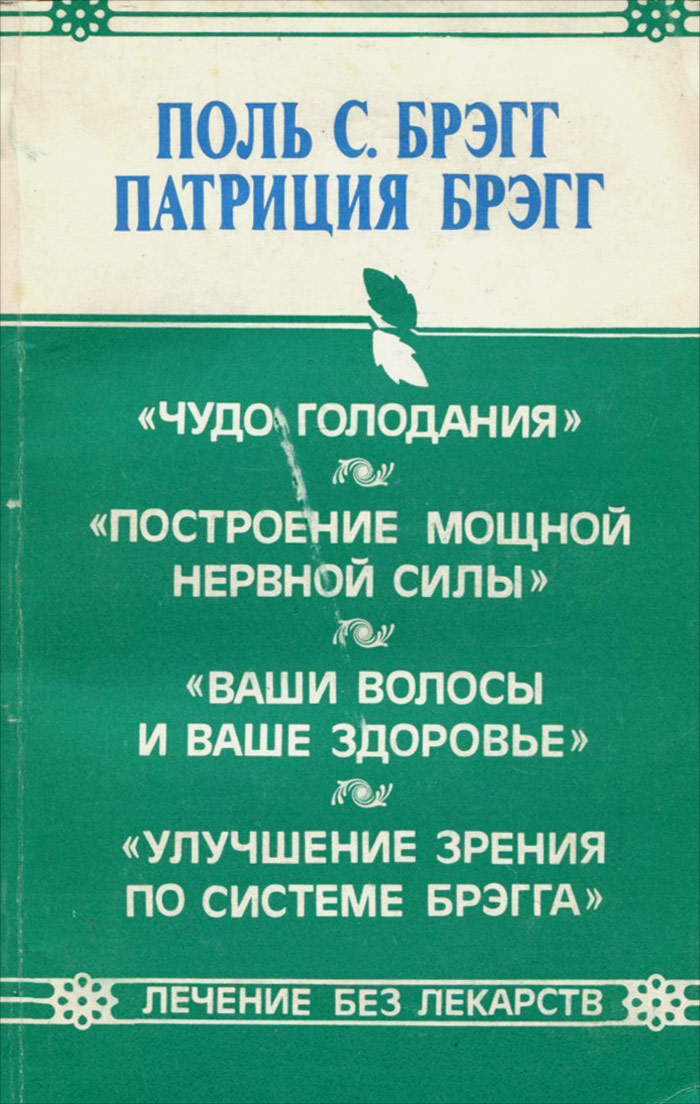 ПОЛЬ С. БРЭГГ
ПАТРИЦИЯ БРЭГГ
«ЧУДО ГОЛОДАНИЯ»
«ПОСТРОЕНИЕ МОЩНОЙ
НЕРВНОЙ СИЛЫ»
«ВАШИ ВОЛОСЫ
И ВАШЕ ЗДОРОВЬЕ»
«УЛУЧШЕНИЕ ЗРЕНИЯ
ПО СИСТЕМЕ БРЭГГА»
ЛЕЧЕНИЕ БЕЗ ЛЕКАРСТВ